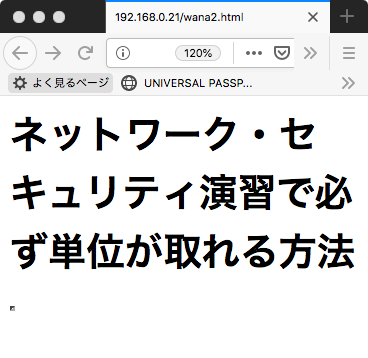 192.168.0.21/wana2.html
120%
よく見るページ
UNIVERSAL PASSP...
ネットワーク・セ
キュリティ演習で必
ず単位が取れる方法